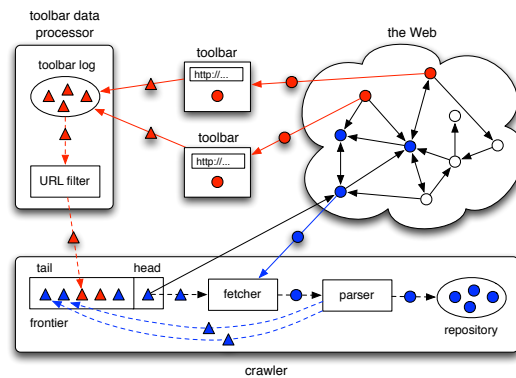 toolbar data
processor
toolbar log
URL filter
toolbar
http://...
toolbar
http://...
the Web
tail
head
frontier
fetcher
parser
repository
crawler